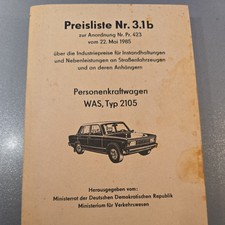 Preisliste Nr. 3.1b
zur Anordnung Nr. Pr. 423
vom 22. Mai 1985
über die Industriepreise für Instandhaltungen
und Nebenleistungen an Straßenfahrzeugen
und an deren Anhängern
Personenkraftwagen
WAS, Typ 2105
Herausgegeben vom:
Ministerrat der Deutschen Demokratischen Republik
Ministerium für Verkehrswesen